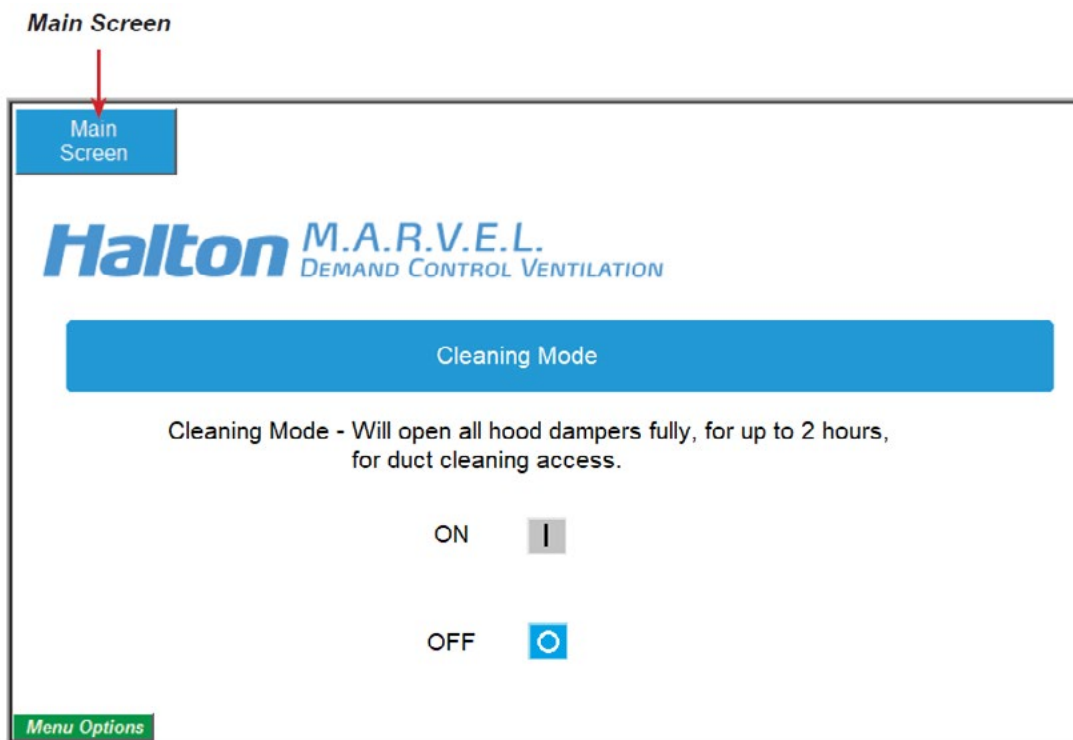 Main Screen
Main
Screen
Halton M.A.R.V.E.L.
DEMAND CONTROL VENTILATION
Cleaning Mode
Cleaning Mode - Will open all hood dampers fully, for up to 2 hours,
for duct cleaning access.
ON I
OFF O
Menu Options